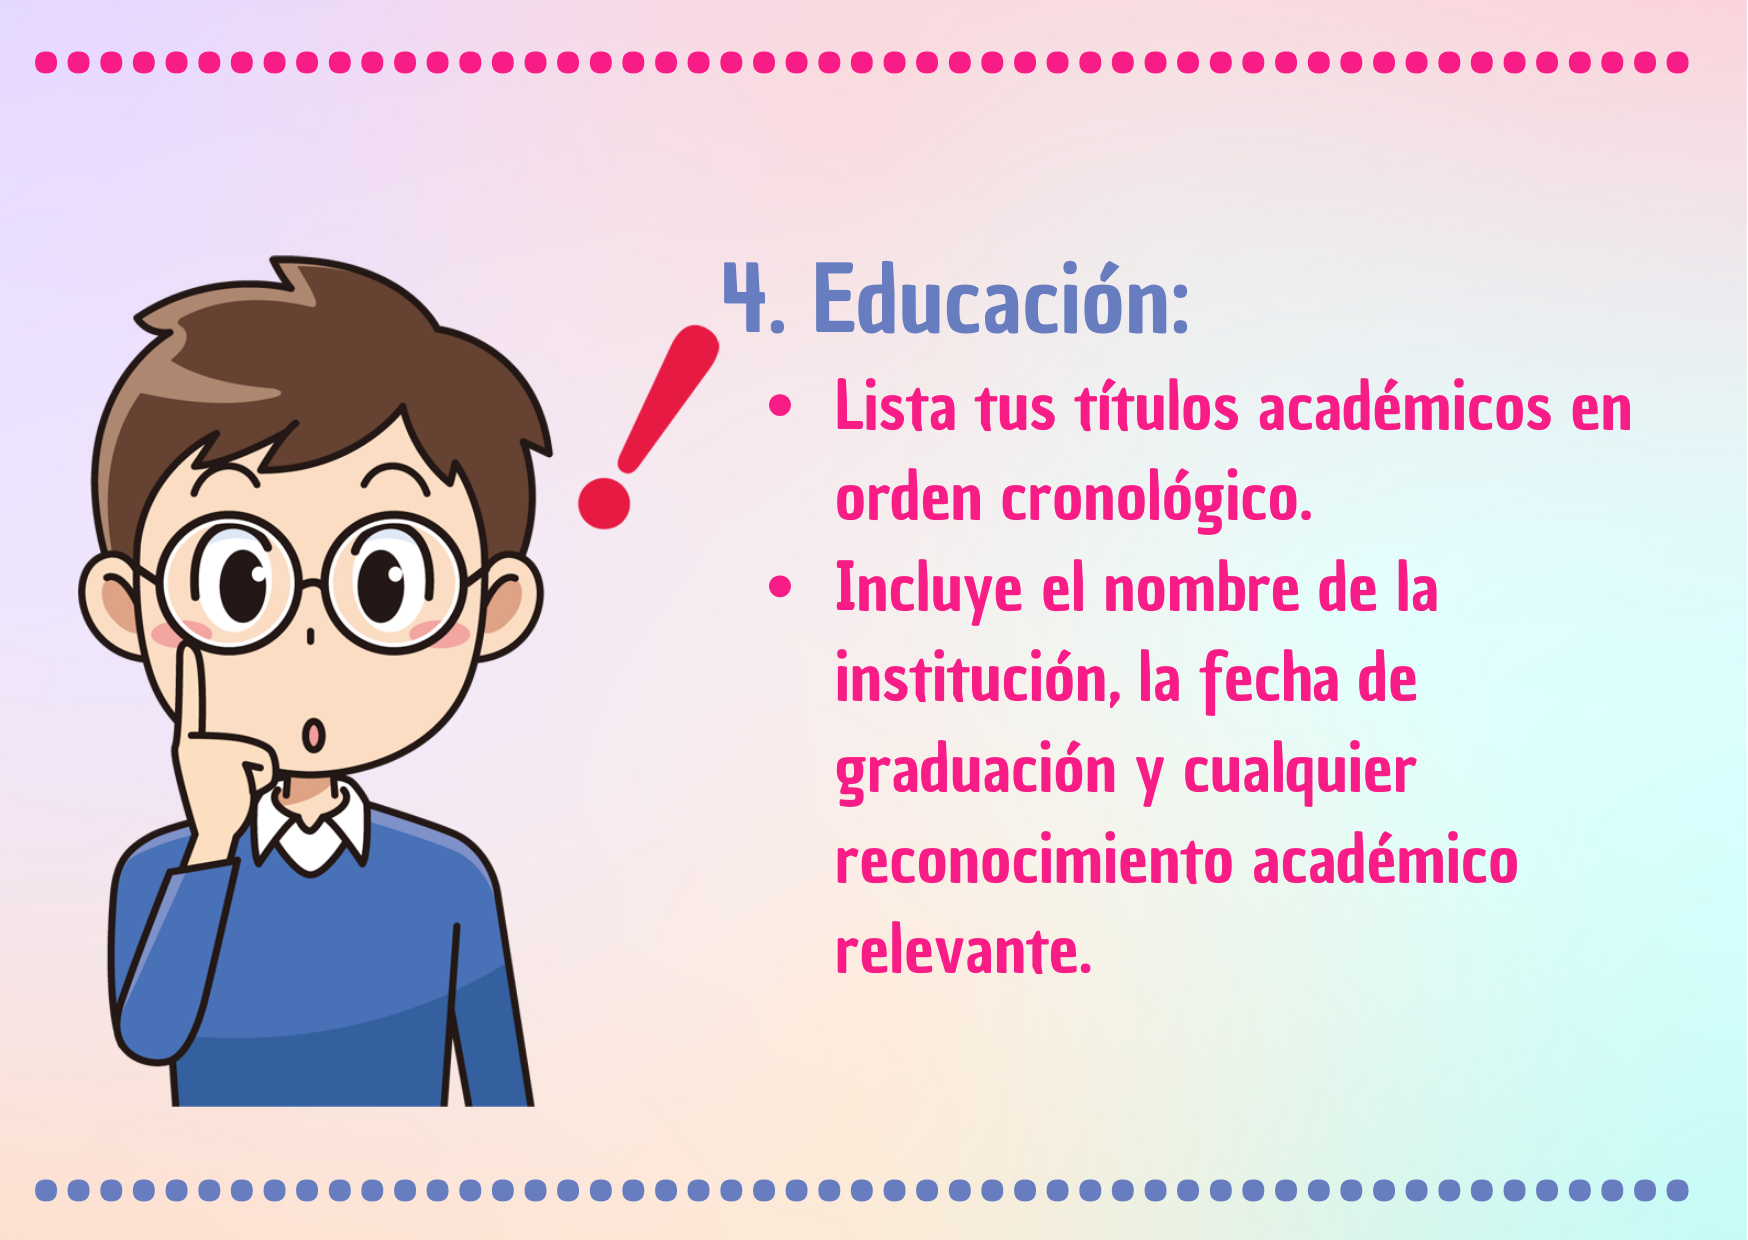 4. Educación:
• Lista tus títulos académicos en
orden cronológico.
• Incluye el nombre de la
institución, la fecha de
graduación y cualquier
reconocimiento académico
relevante.